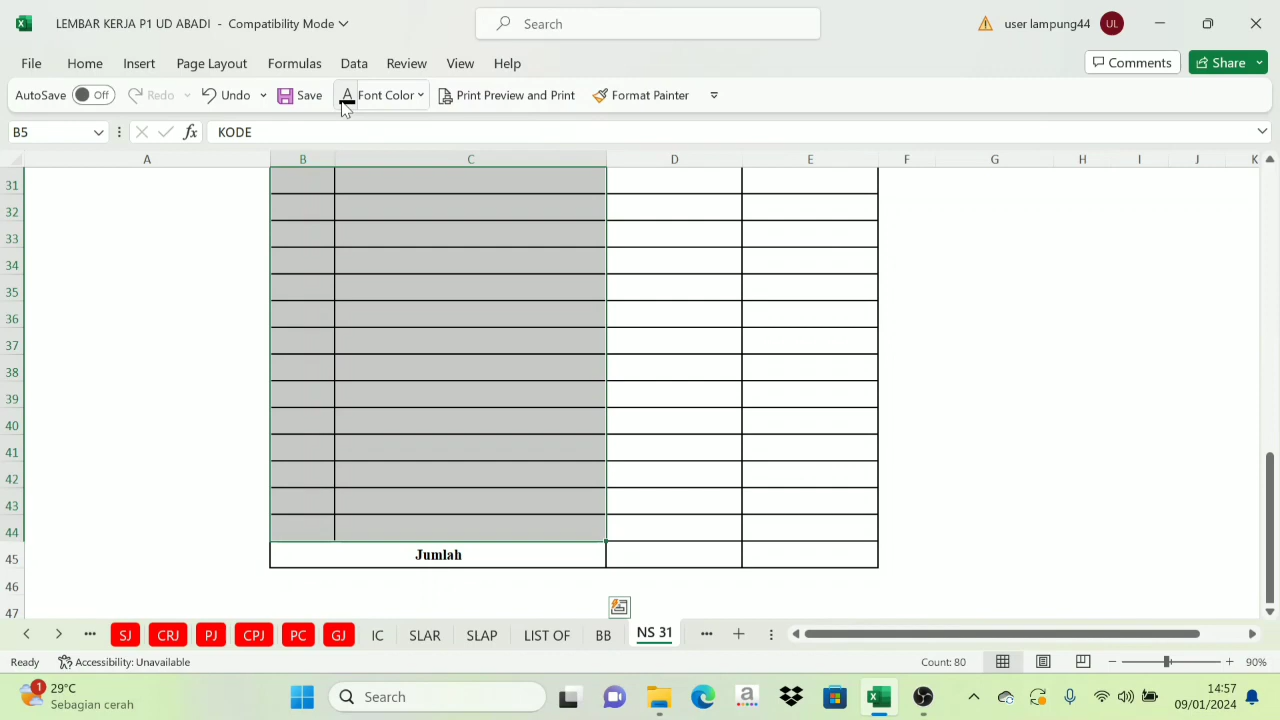 LEMBAR KERJA P1 UD ABADI - Compatibility Mode
Search
user lampung44
UL
File Home Insert Page Layout Formulas Data Review View Help
Comments
Share
AutoSave Off Redo Undo Save A Font Color Print Preview and Print Format Painter
B5
fx
KODE
A B C D E F G H I J K
31
32
33
34
35
36
37
38
39
40
41
42
43
44
45 Jumlah
46
47
SJ CRJ PJ CPJ PC GJ IC SLAR SLAP LIST OF BB NS 31
Ready Accessibility: Unavailable Count: 80 90%
1
29°C
Sebagian cerah
Search
a
14:57
09/01/2024